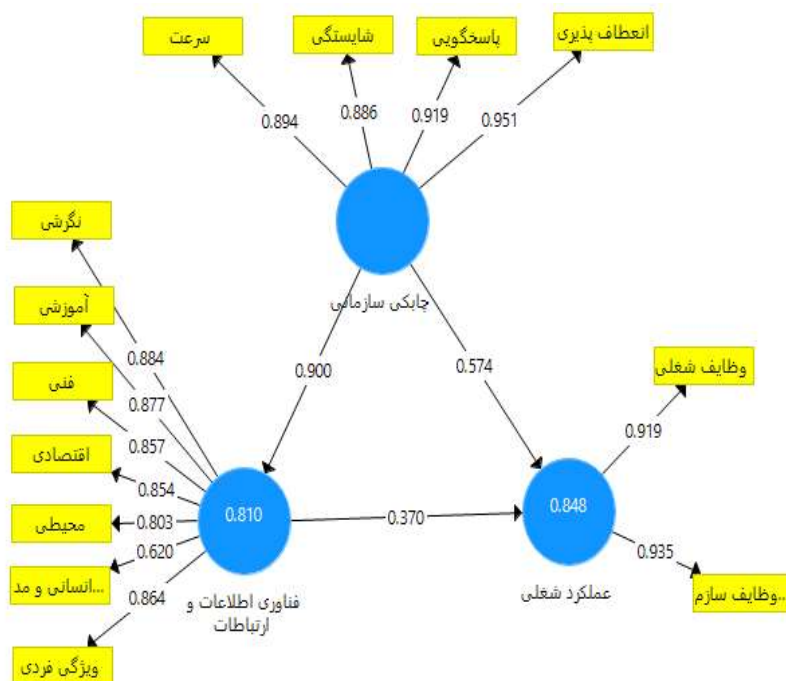 سرعت
شایستگی
پاسخگویی
انعطاف پذیری
0.894
0.886
0.919
0.951
چابکی سازمانی
نگرشی
آموزشی
فنی
اقتصادی
محیطی
انسانی و مد...
ویژگی فردی
0.884
0.877
0.857
0.854
0.803
0.620
0.864
0.900
0.574
0.810
0.370
0.848
فناوری اطلاعات و
ارتباطات
عملکرد شغلی
وظایف شغلی
0.919
0.935
وظایف سازم...